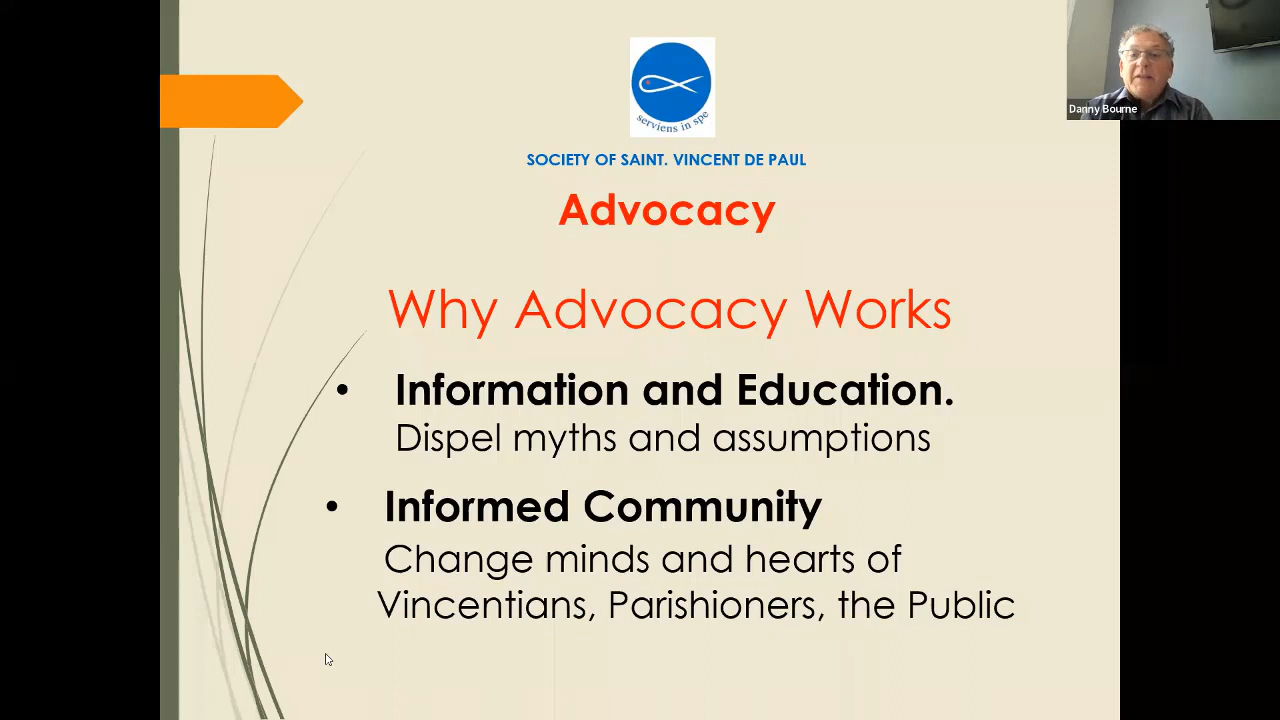 serviens in spe
Danny Bourne
SOCIETY OF SAINT. VINCENT DE PAUL
Advocacy
Why Advocacy Works
• Information and Education.
Dispel myths and assumptions
• Informed Community
Change minds and hearts of
Vincentians, Parishioners, the Public